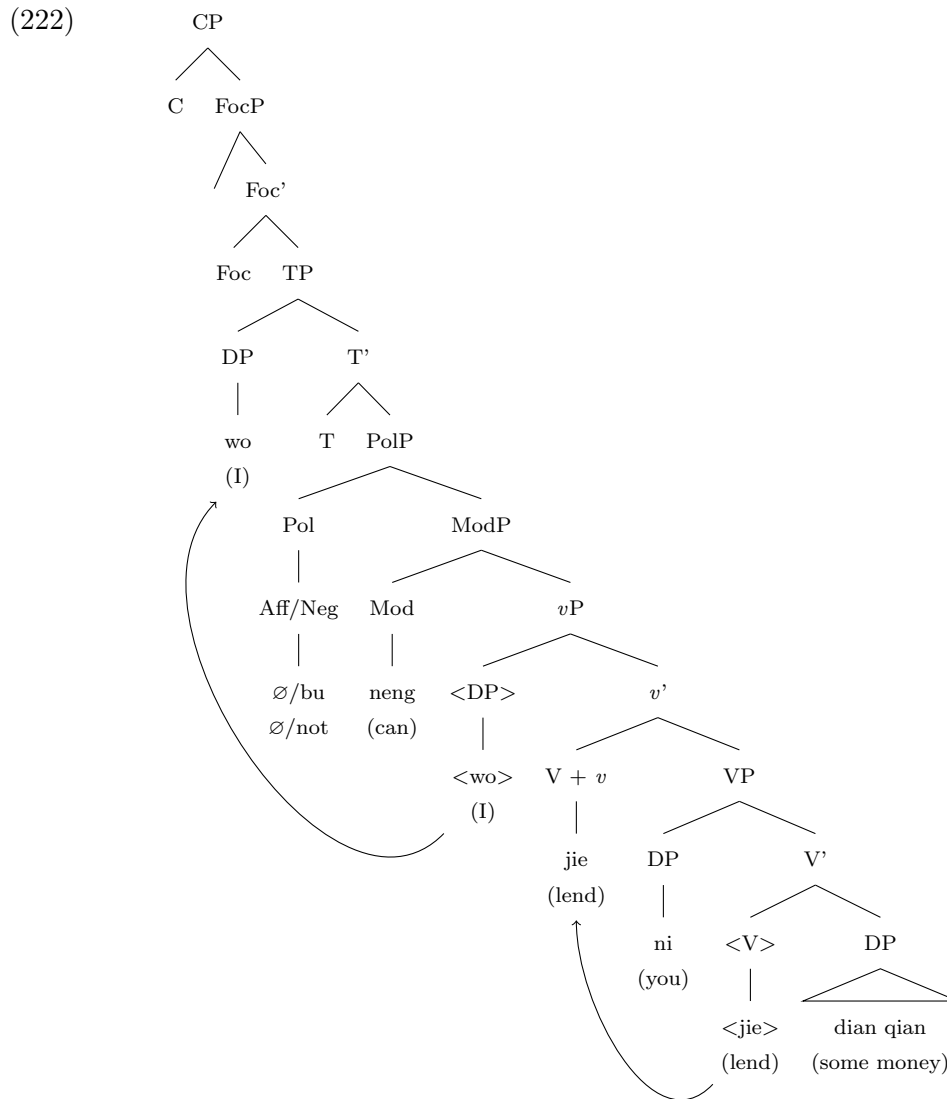 (222)
CP
C FocP
Foc'
Foc TP
DP T'
wo T PolP
(I)
Pol ModP
Aff/Neg Mod vP
∅/bu neng <DP> v'
∅/not (can)
<wo> V + v VP
(I)
jie DP V'
(lend)
ni <V> DP
(you)
<jie> dian qian
(lend) (some money)